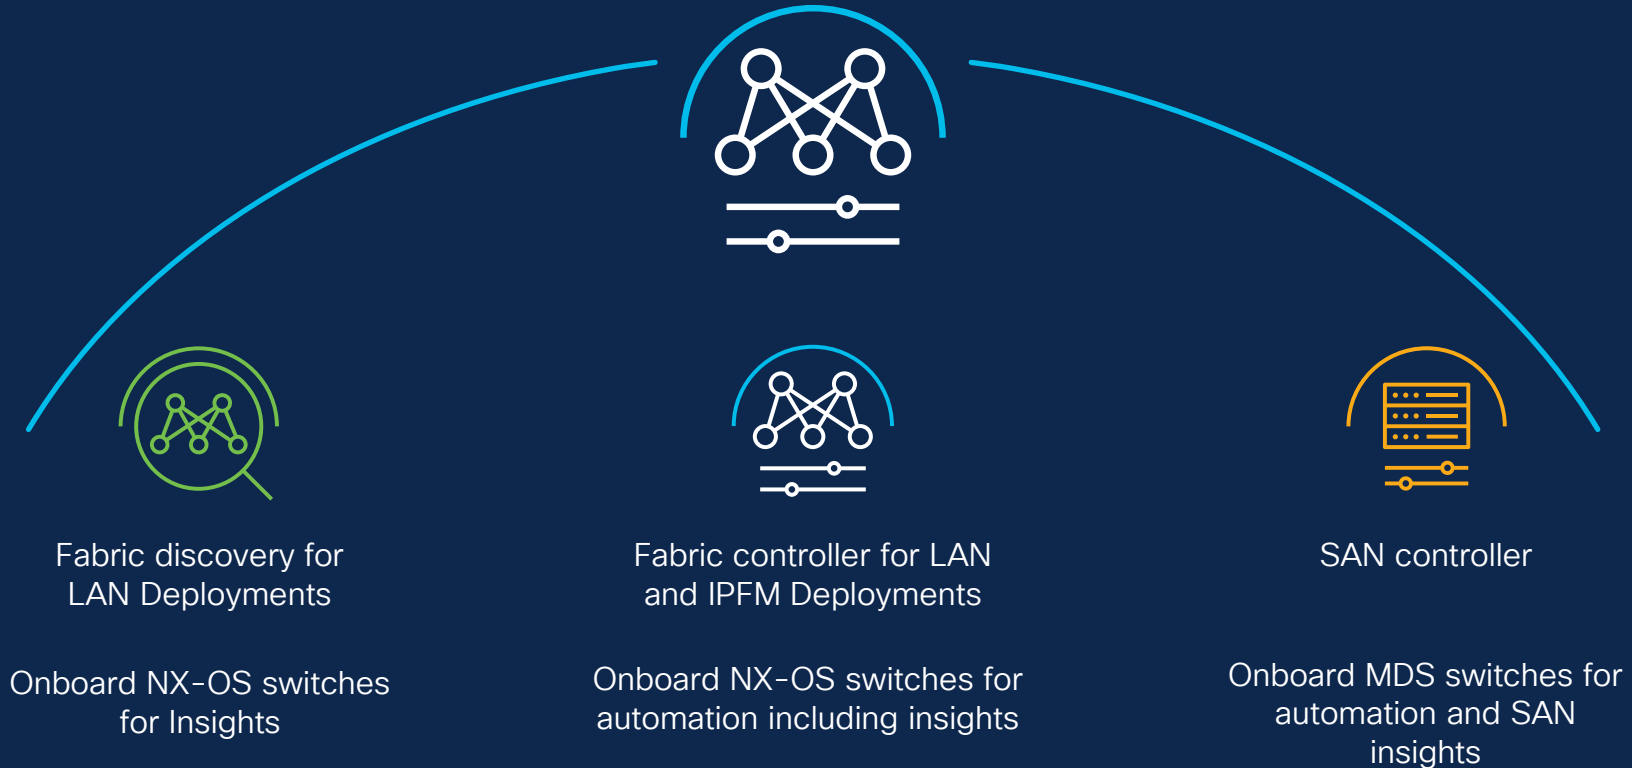 Fabric discovery for
LAN Deployments
Onboard NX-OS switches
for Insights
Fabric controller for LAN
and IPFM Deployments
Onboard NX-OS switches for
automation including insights
SAN controller
Onboard MDS switches for
automation and SAN
insights